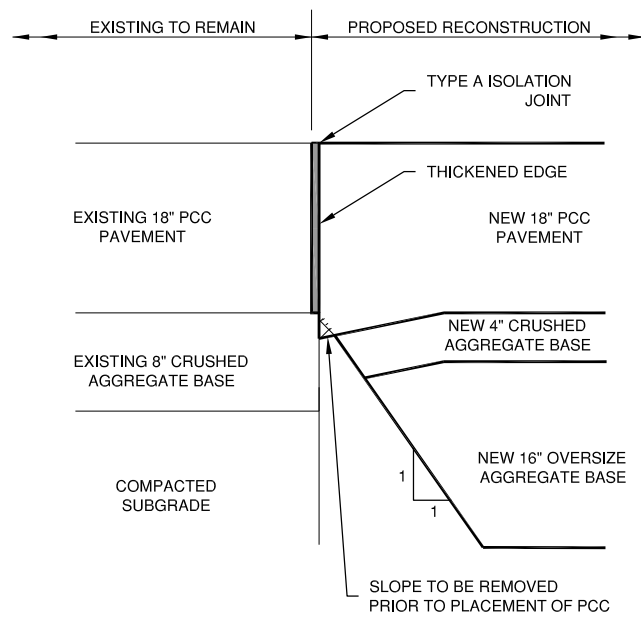 EXISTING TO REMAIN
PROPOSED RECONSTRUCTION
TYPE A ISOLATION
JOINT
THICKENED EDGE
EXISTING 18" PCC
PAVEMENT
NEW 18" PCC
PAVEMENT
NEW 4" CRUSHED
AGGREGATE BASE
EXISTING 8" CRUSHED
AGGREGATE BASE
NEW 16" OVERSIZE
AGGREGATE BASE
1
1
COMPACTED
SUBGRADE
SLOPE TO BE REMOVED
PRIOR TO PLACEMENT OF PCC